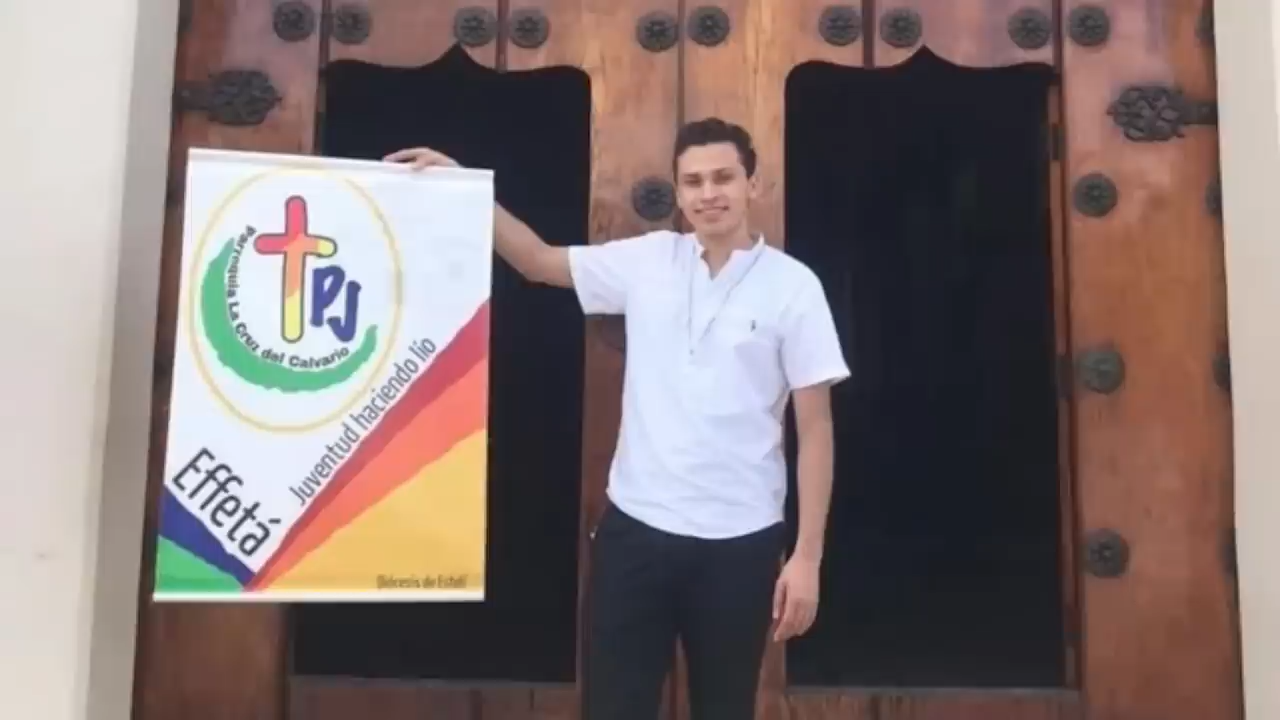 Parroquia La Cruz del Calvario
PJ
Juventud haciendo lío
Effetá
Diócesis de Estelí